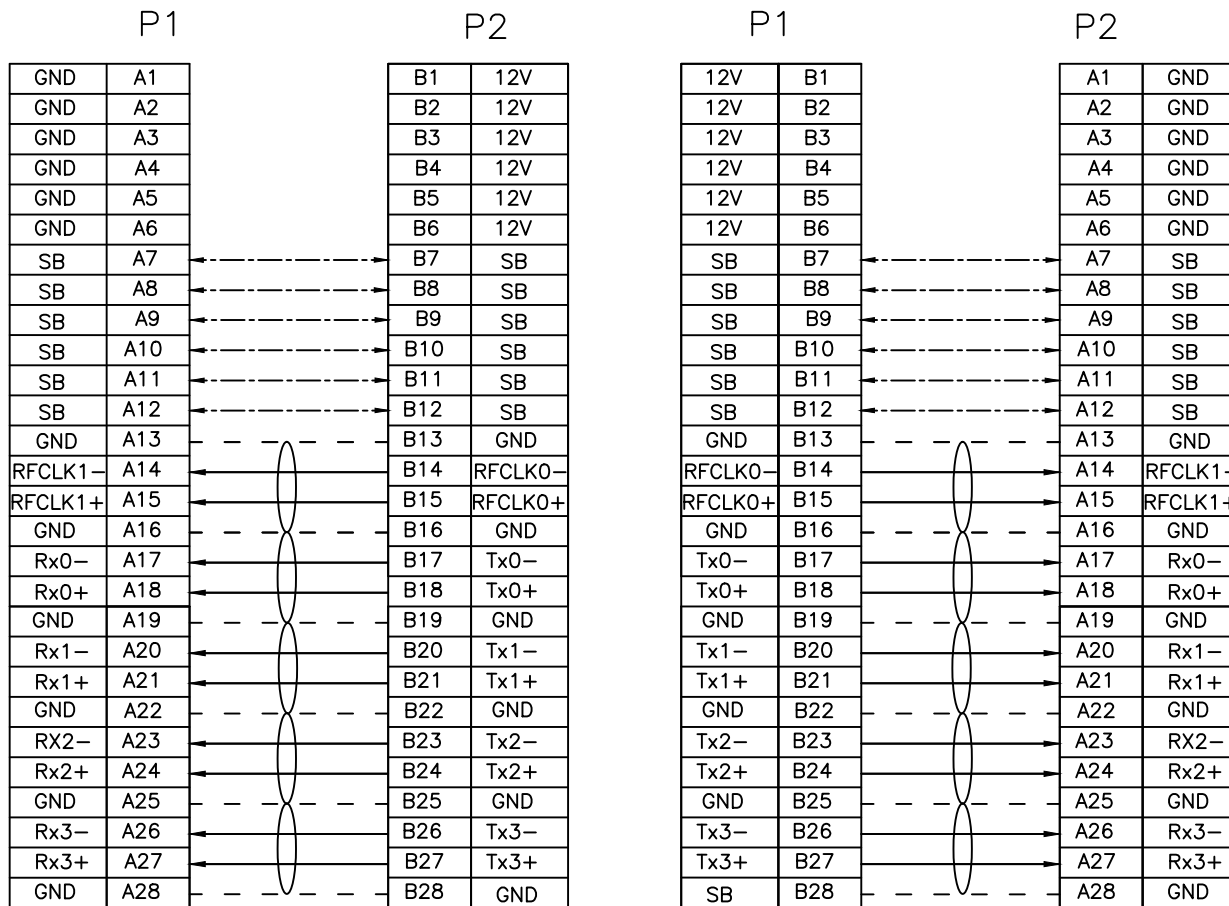 P1 P2 P1 P2
GND A1 B1 12V 12V B1 A1 GND
GND A2 B2 12V 12V B2 A2 GND
GND A3 B3 12V 12V B3 A3 GND
GND A4 B4 12V 12V B4 A4 GND
GND A5 B5 12V 12V B5 A5 GND
GND A6 B6 12V 12V B6 A6 GND
SB A7 B7 SB SB B7 A7 SB
SB A8 B8 SB SB B8 A8 SB
SB A9 B9 SB SB B9 A9 SB
SB A10 B10 SB SB B10 A10 SB
SB A11 B11 SB SB B11 A11 SB
SB A12 B12 SB SB B12 A12 SB
GND A13 B13 GND GND B13 A13 GND
RFCLK1- A14 B14 RFCLK0- RFCLK0- B14 A14 RFCLK1-
RFCLK1+ A15 B15 RFCLK0+ RFCLK0+ B15 A15 RFCLK1+
GND A16 B16 GND GND B16 A16 GND
Rx0- A17 B17 Tx0- Tx0- B17 A17 Rx0-
Rx0+ A18 B18 Tx0+ Tx0+ B18 A18 Rx0+
GND A19 B19 GND GND B19 A19 GND
Rx1- A20 B20 Tx1- Tx1- B20 A20 Rx1-
Rx1+ A21 B21 Tx1+ Tx1+ B21 A21 Rx1+
GND A22 B22 GND GND B22 A22 GND
RX2- A23 B23 Tx2- Tx2- B23 A23 RX2-
Rx2+ A24 B24 Tx2+ Tx2+ B24 A24 Rx2+
GND A25 B25 GND GND B25 A25 GND
Rx3- A26 B26 Tx3- Tx3- B26 A26 Rx3-
Rx3+ A27 B27 Tx3+ Tx3+ B27 A27 Rx3+
GND A28 B28 GND SB B28 A28 GND